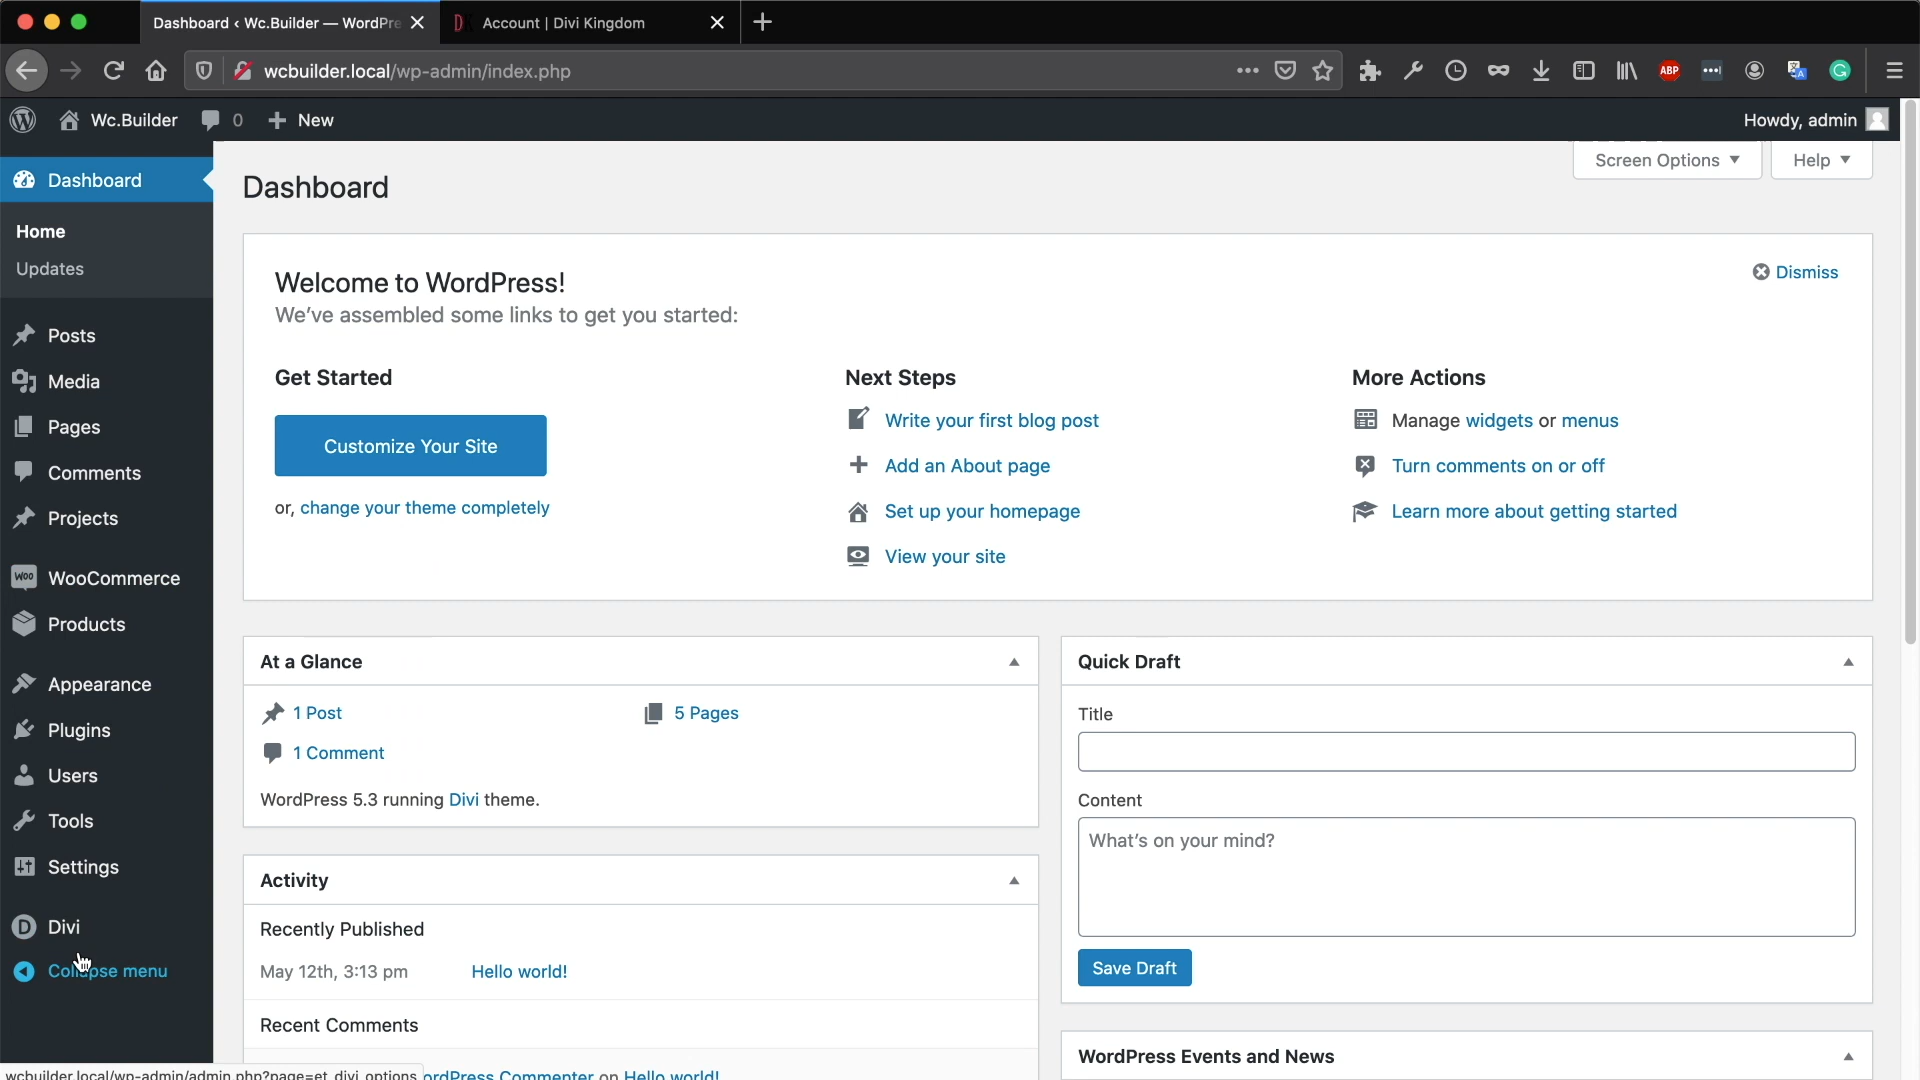 Dashboard ‹ Wc.Builder — WordPre
Account | Divi Kingdom
wcbuilder.local/wp-admin/index.php
ABP
Wc.Builder
0
New
Howdy, admin
Dashboard
Home
Updates
Posts
Media
Pages
Comments
Projects
WooCommerce
Products
Appearance
Plugins
Users
Tools
Settings
Divi
Collapse menu
Screen Options
Help
Dashboard
Welcome to WordPress!
We've assembled some links to get you started:
Dismiss
Get Started
Customize Your Site
or, change your theme completely
Next Steps
Write your first blog post
Add an About page
Set up your homepage
View your site
More Actions
Manage widgets or menus
Turn comments on or off
Learn more about getting started
At a Glance
1 Post
5 Pages
1 Comment
WordPress 5.3 running Divi theme.
Activity
Recently Published
May 12th, 3:13 pm
Hello world!
Recent Comments
ordPress Commenter on Hello world!
Quick Draft
Title
Content
What's on your mind?
Save Draft
WordPress Events and News
wcbuilder.local/wp-admin/admin.php?page=et_divi_options